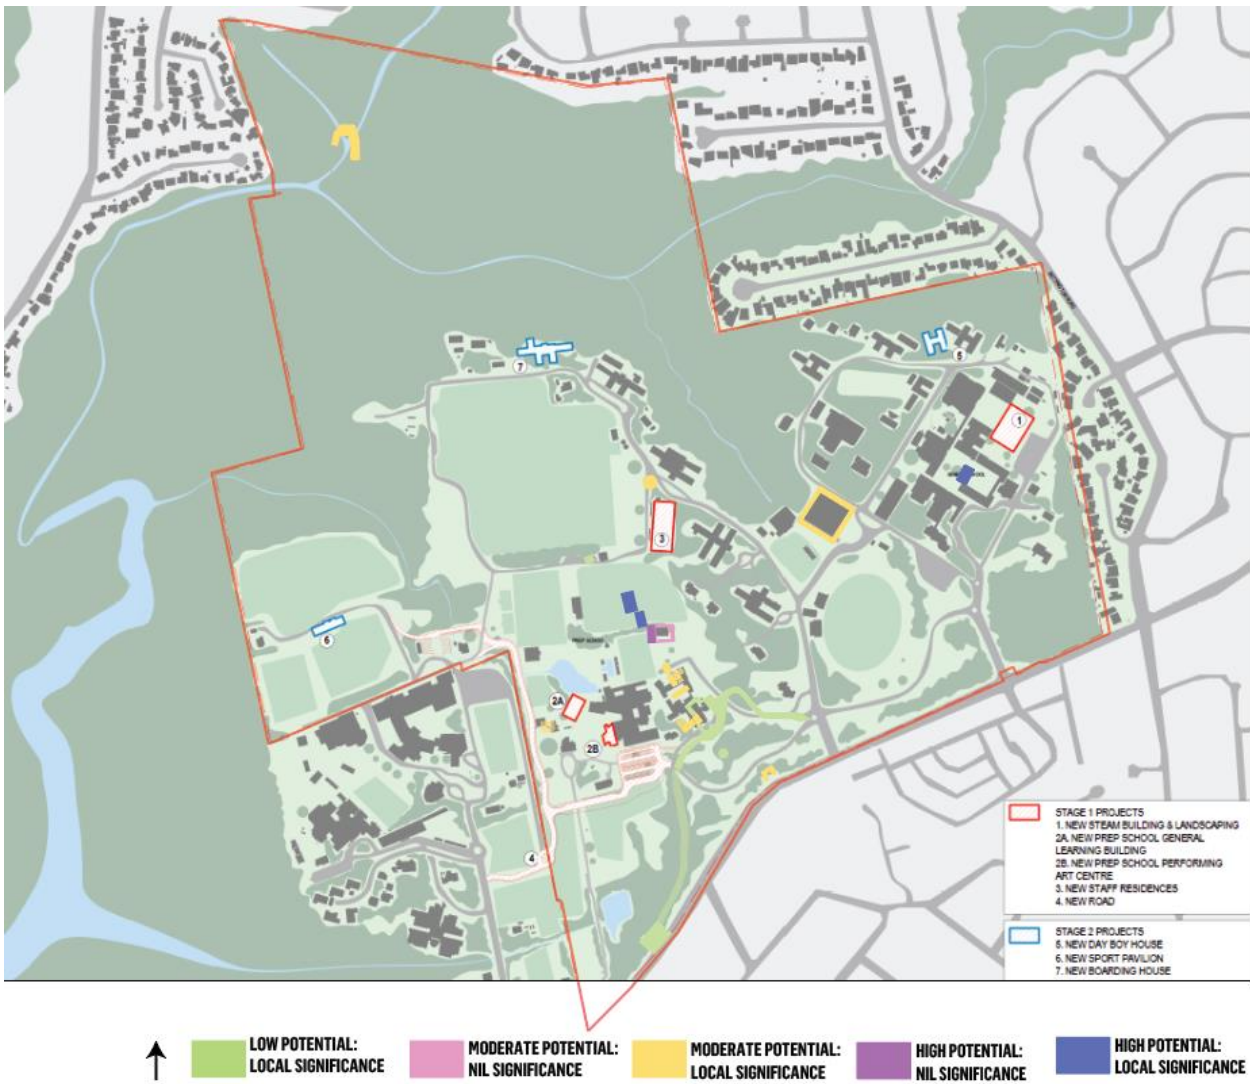 7
5
1
3
6
PREP SCHOOL
2A
2B
4
STAGE 1 PROJECTS
1. NEW STEAM BUILDING & LANDSCAPING
2A. NEW PREP SCHOOL GENERAL
LEARNING BUILDING
2B. NEW PREP SCHOOL PERFORMING
ART CENTRE
3. NEW STAFF RESIDENCES
4. NEW ROAD
STAGE 2 PROJECTS
5. NEW DAY BOY HOUSE
6. NEW SPORT PAVILION
7. NEW BOARDING HOUSE
LOW POTENTIAL:
LOCAL SIGNIFICANCE
MODERATE POTENTIAL:
NIL SIGNIFICANCE
MODERATE POTENTIAL:
LOCAL SIGNIFICANCE
HIGH POTENTIAL:
NIL SIGNIFICANCE
HIGH POTENTIAL:
LOCAL SIGNIFICANCE